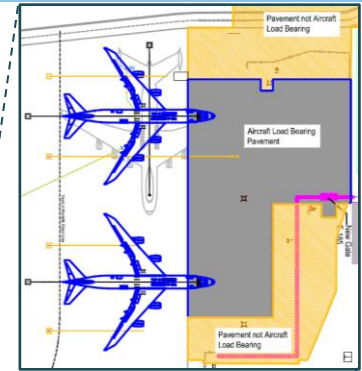 Pavement not Aircraft
Load Bearing
Aircraft Load Bearing
Pavement
New Gate
Pavement not Aircraft
Load Bearing